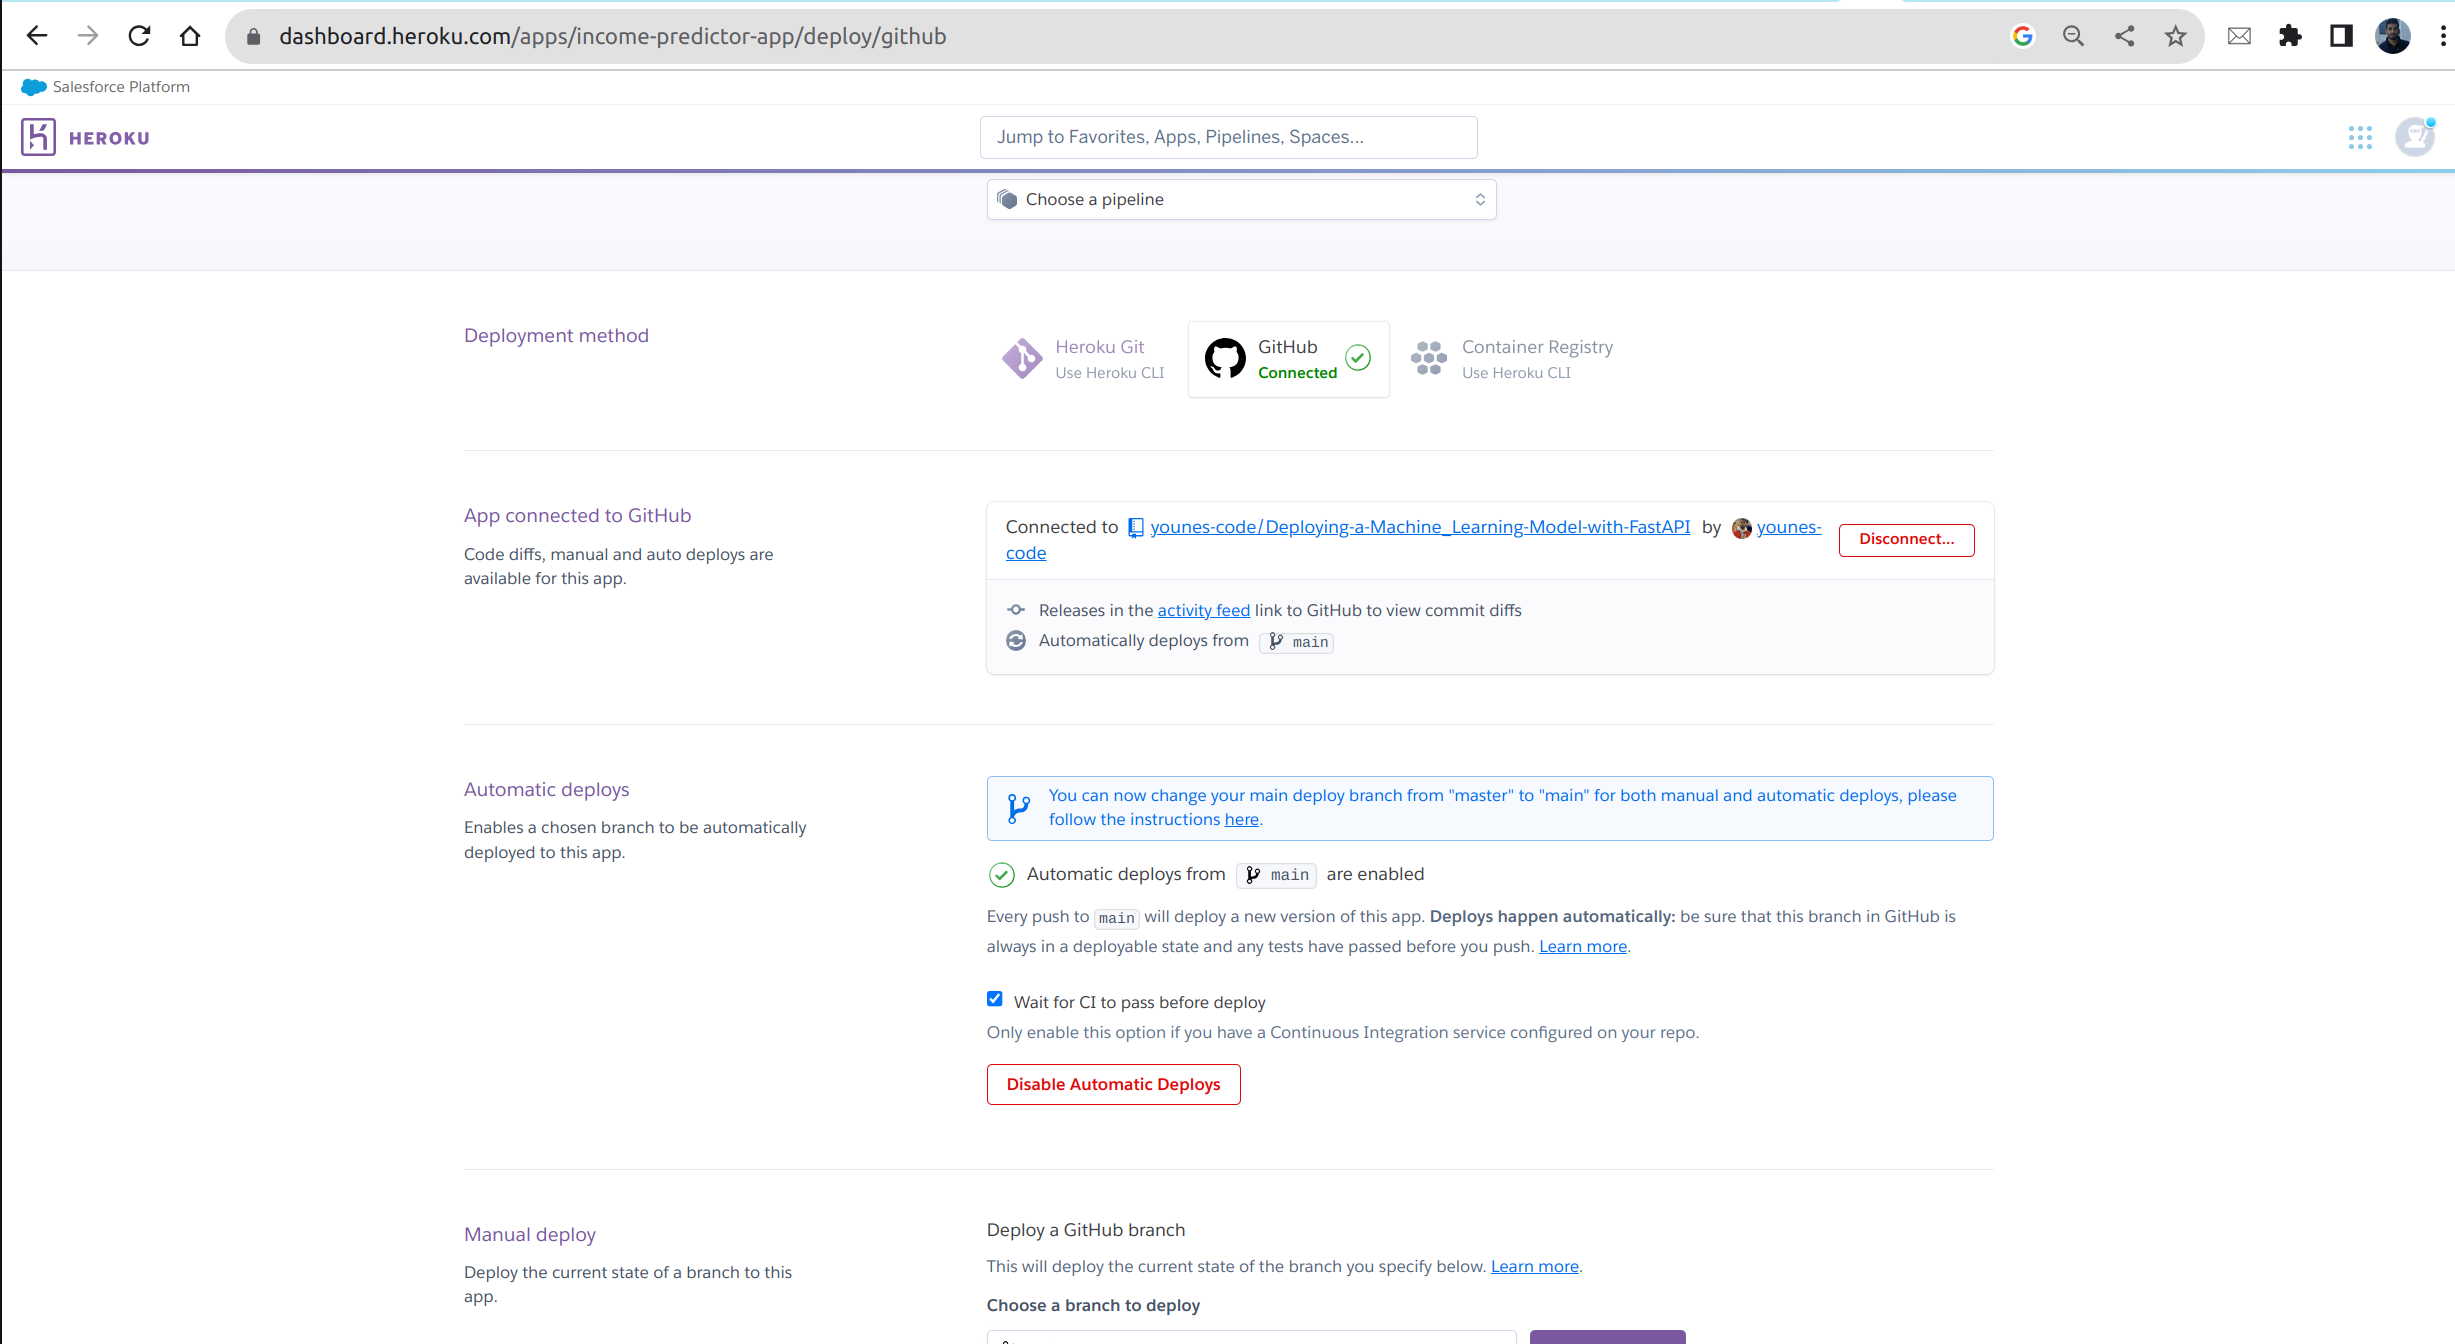 dashboard.heroku.com/apps/income-predictor-app/deploy/github
Salesforce Platform
HEROKU
Jump to Favorites, Apps, Pipelines, Spaces...
Choose a pipeline
Deployment method
Heroku Git
Use Heroku CLI
GitHub
Connected
Container Registry
Use Heroku CLI
App connected to GitHub
Code diffs, manual and auto deploys are
available for this app.
Connected to younes-code/Deploying-a-Machine_Learning-Model-with-FastAPI by younes-
code
Disconnect...
Releases in the activity feed link to GitHub to view commit diffs
Automatically deploys from main
Automatic deploys
Enables a chosen branch to be automatically
deployed to this app.
You can now change your main deploy branch from "master" to "main" for both manual and automatic deploys, please
follow the instructions here.
Automatic deploys from main are enabled
Every push to main will deploy a new version of this app. Deploys happen automatically: be sure that this branch in GitHub is
always in a deployable state and any tests have passed before you push. Learn more.
Wait for CI to pass before deploy
Only enable this option if you have a Continuous Integration service configured on your repo.
Disable Automatic Deploys
Manual deploy
Deploy the current state of a branch to this
app.
Deploy a GitHub branch
This will deploy the current state of the branch you specify below. Learn more.
Choose a branch to deploy